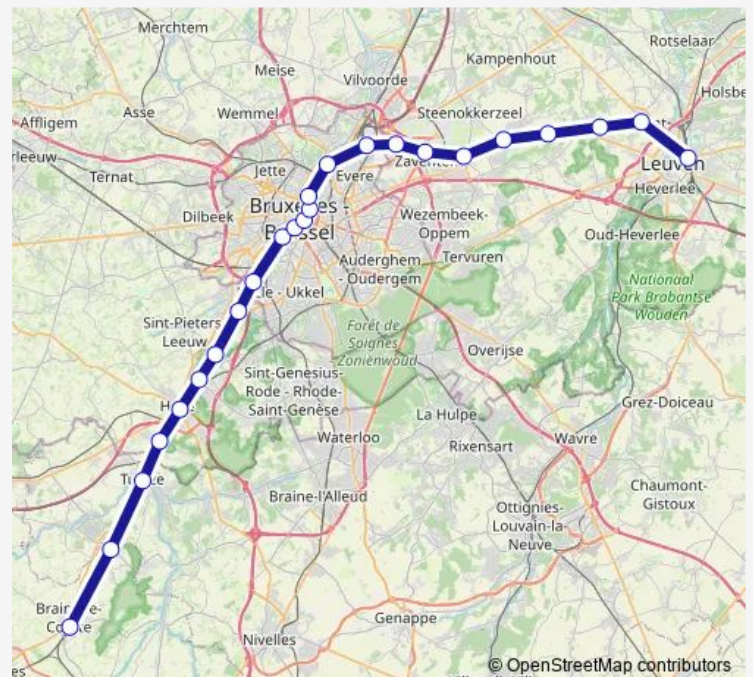 Merchtem
Rotselaar
Meise
Kampenhout
Vilvoorde
Asse
Wemmel
Steenokkerzeel
Holsbe
Affligem
Ternat
Jette
Evere
Leuven
Heverlee
Dilbeek
Wezembeek-
Oppem
Oud-Heverlee
Auderghem
- Oudergem
Tervuren
- Ukkel
Nationaal
Park Brabantse
Wouden
Sint-Pieters
Leeuw
Forêt de
Soignes
Zoniënwoud
Overijse
Sint-Genesius-
Rode - Rhode-
Saint-Genèse
La Hulpe
Grez-Doiceau
Waterloo
Rixensart
Wavre
Braine-l'Alleud
Chaumont-
Gistoux
Ottignies-
Louvain-la-
Neuve
Genappe
Nivelles
© OpenStreetMap contributors